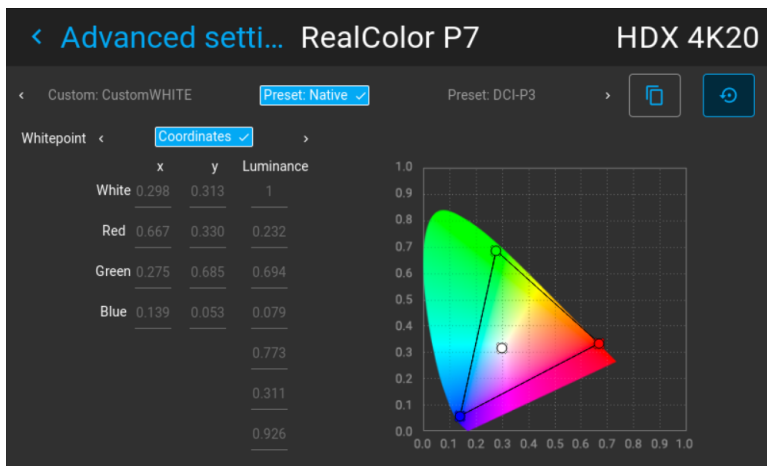 Advanced setti... RealColor P7 HDX 4K20
Custom: CustomWHITE Preset: Native Preset: DCI-P3
Whitepoint Coordinates
x y Luminance
White 0.298 0.313 1
Red 0.667 0.330 0.232
Green 0.275 0.685 0.694
Blue 0.139 0.053 0.079
0.773
0.311
0.926
1.0
0.9
0.8
0.7
0.6
0.5
0.4
0.3
0.2
0.1
0.0
0.0 0.1 0.2 0.3 0.4 0.5 0.6 0.7 0.8 0.9 1.0